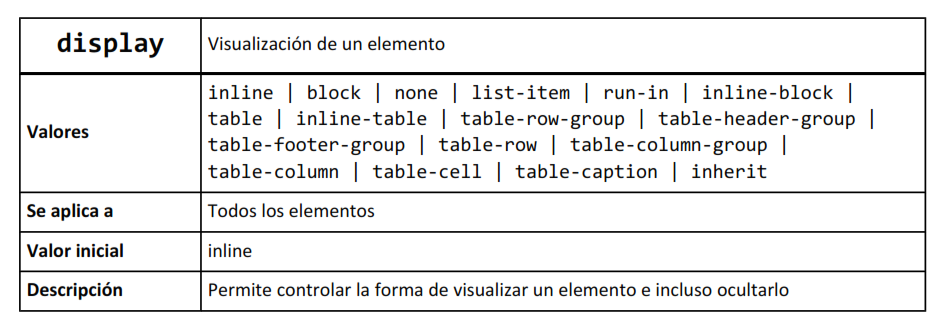 display Visualización de un elemento
Valores
inline | block | none | list-item | run-in | inline-block |
table | inline-table | table-row-group | table-header-group |
table-footer-group | table-row | table-column-group |
table-column | table-cell | table-caption | inherit
Se aplica a Todos los elementos
Valor inicial inline
Descripción Permite controlar la forma de visualizar un elemento e incluso ocultarlo